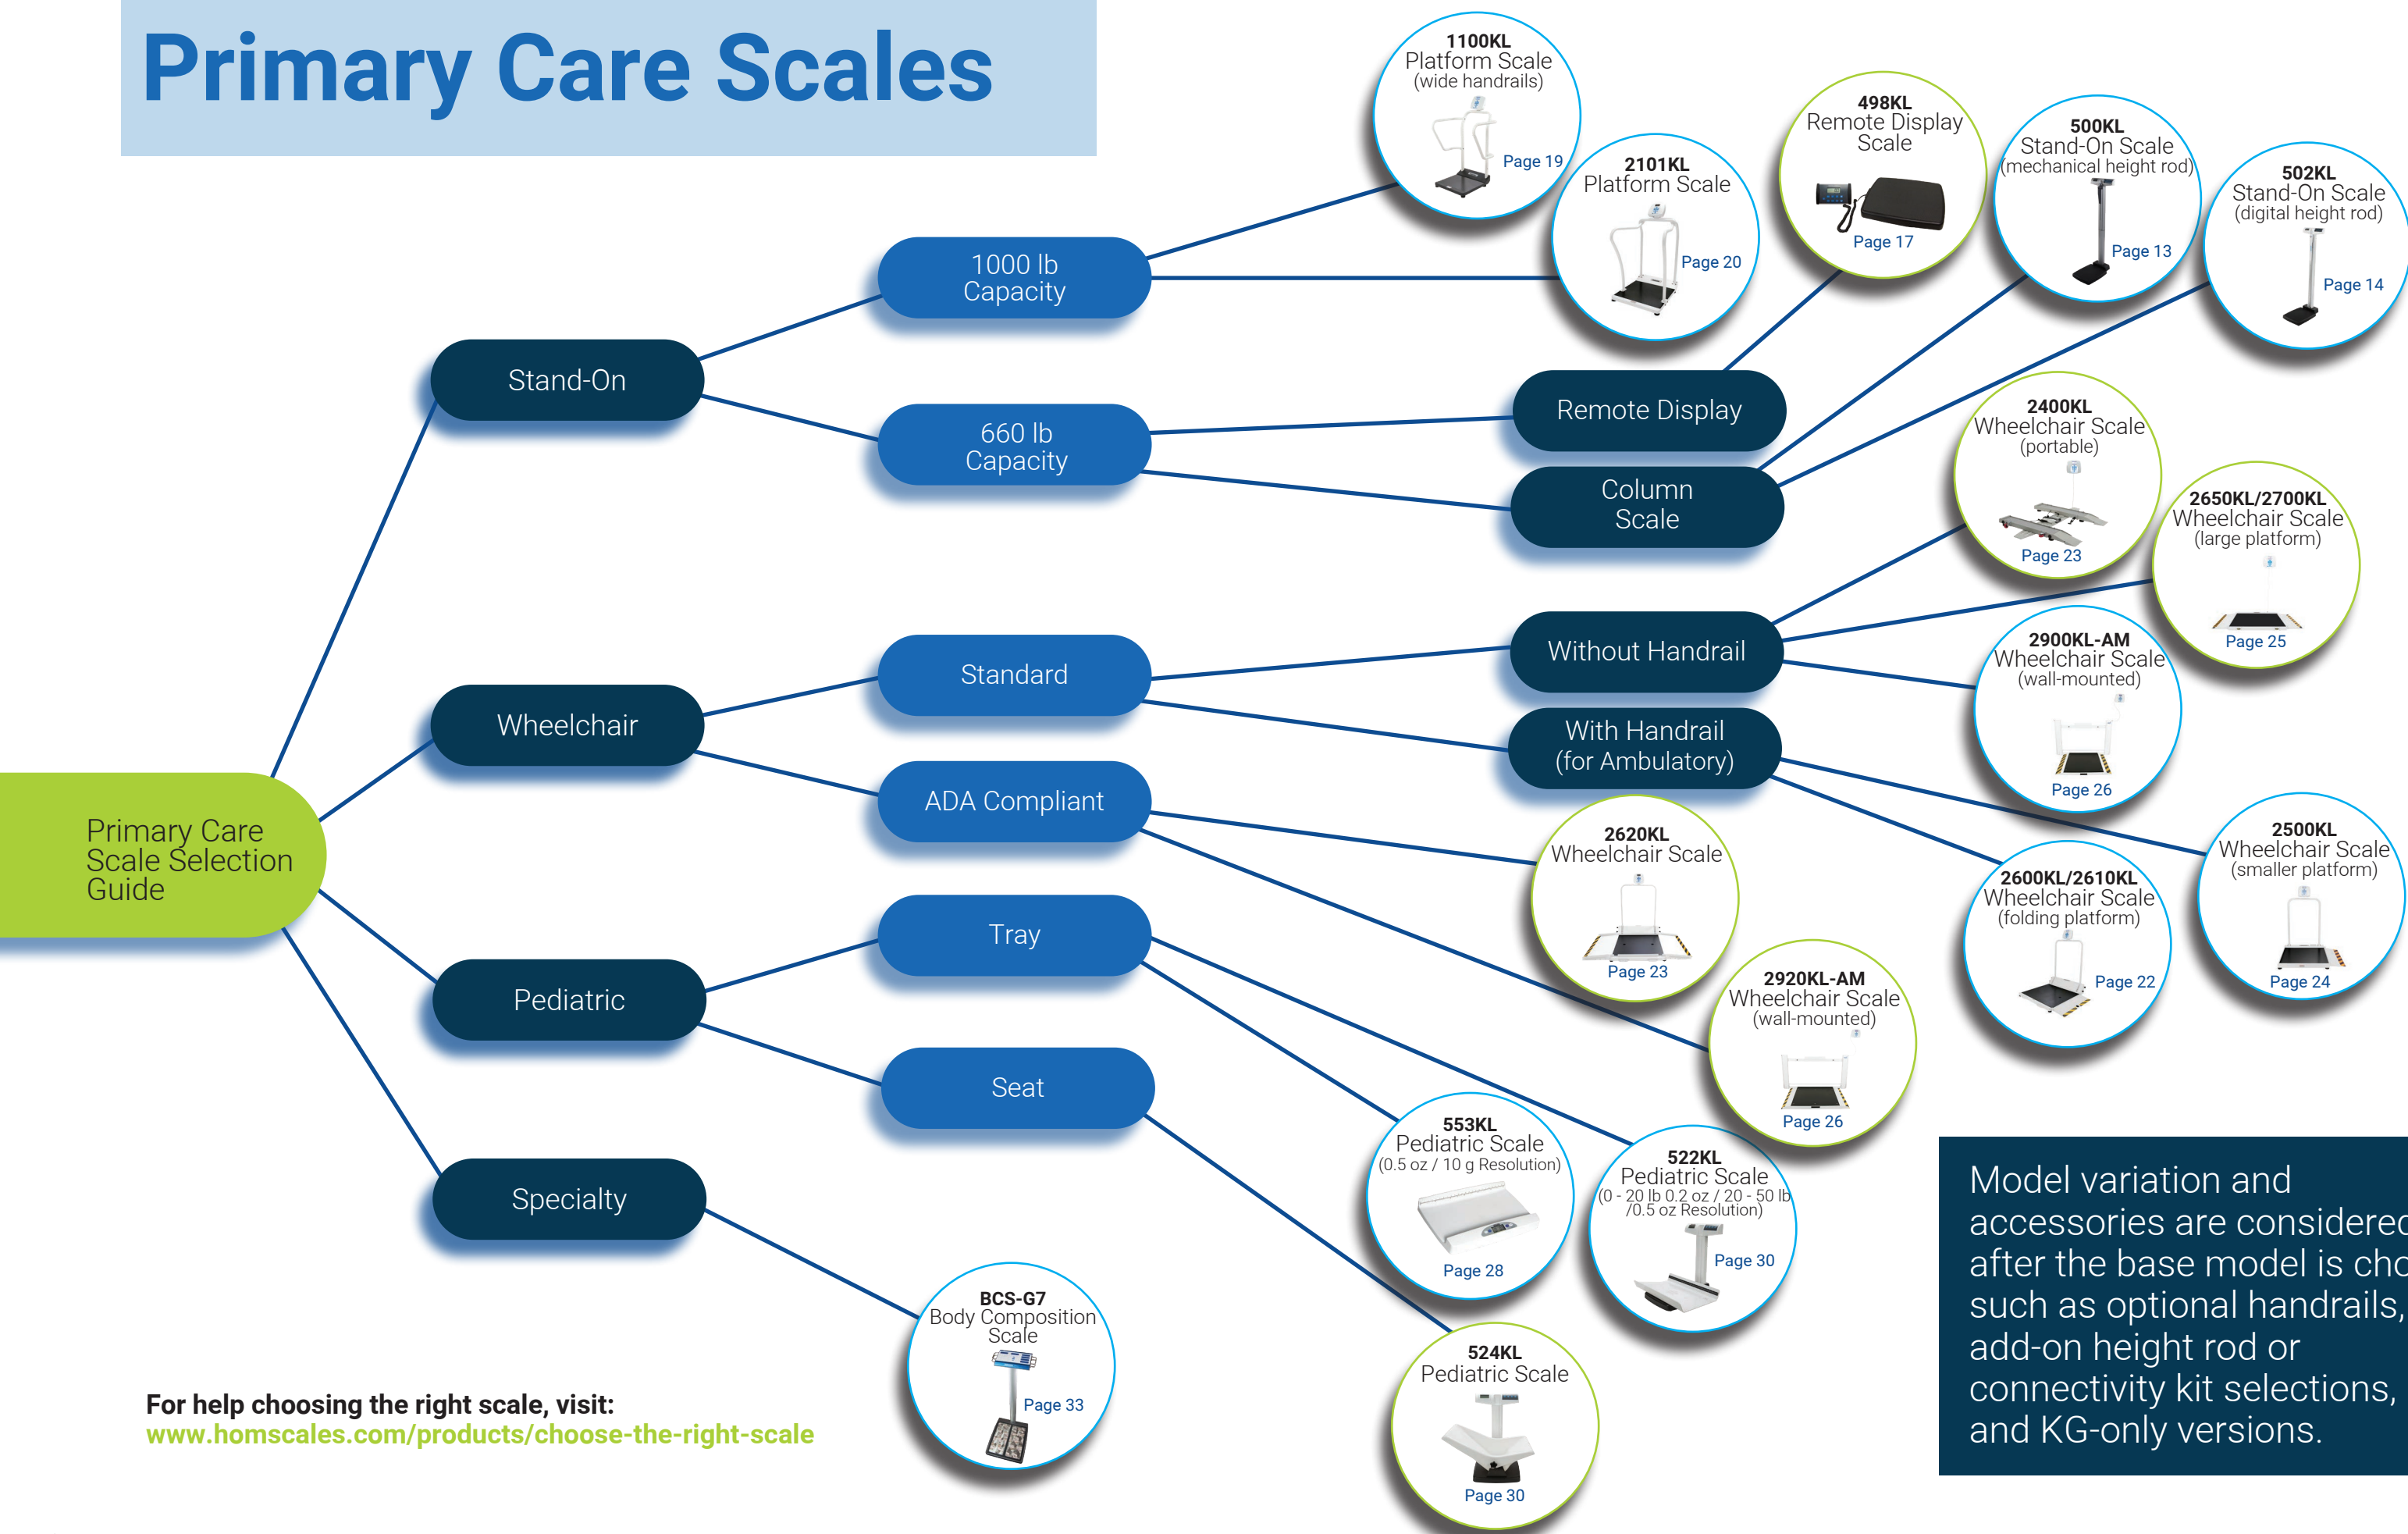 Primary Care Scales
1100KL
Platform Scale
(wide handrails)
Page 19
2101KL
Platform Scale
Page 20
498KL
Remote Display
Scale
Page 17
500KL
Stand-On Scale
(mechanical height rod)
Page 13
502KL
Stand-On Scale
(digital height rod)
Page 14
1000 lb
Capacity
Stand-On
660 lb
Capacity
Remote Display
Column
Scale
2400KL
Wheelchair Scale
(portable)
Page 23
2650KL/2700KL
Wheelchair Scale
(large platform)
Page 25
Standard
Without Handrail
2900KL-AM
Wheelchair Scale
(wall-mounted)
Page 26
Wheelchair
With Handrail
(for Ambulatory)
ADA Compliant
2620KL
Wheelchair Scale
Page 23
2600KL/2610KL
Wheelchair Scale
(folding platform)
Page 22
2500KL
Wheelchair Scale
(smaller platform)
Page 24
Primary Care
Scale Selection
Guide
Tray
2920KL-AM
Wheelchair Scale
(wall-mounted)
Page 26
Pediatric
Seat
553KL
Pediatric Scale
(0.5 oz / 10 g Resolution)
Page 28
522KL
Pediatric Scale
(0 - 20 lb 0.2 oz / 20 - 50 lb
/0.5 oz Resolution)
Page 30
Specialty
BCS-G7
Body Composition
Scale
Page 33
524KL
Pediatric Scale
Page 30
Model variation and
accessories are considered
after the base model is cho
such as optional handrails,
add-on height rod or
connectivity kit selections,
and KG-only versions.
For help choosing the right scale, visit:
www.homscales.com/products/choose-the-right-scale